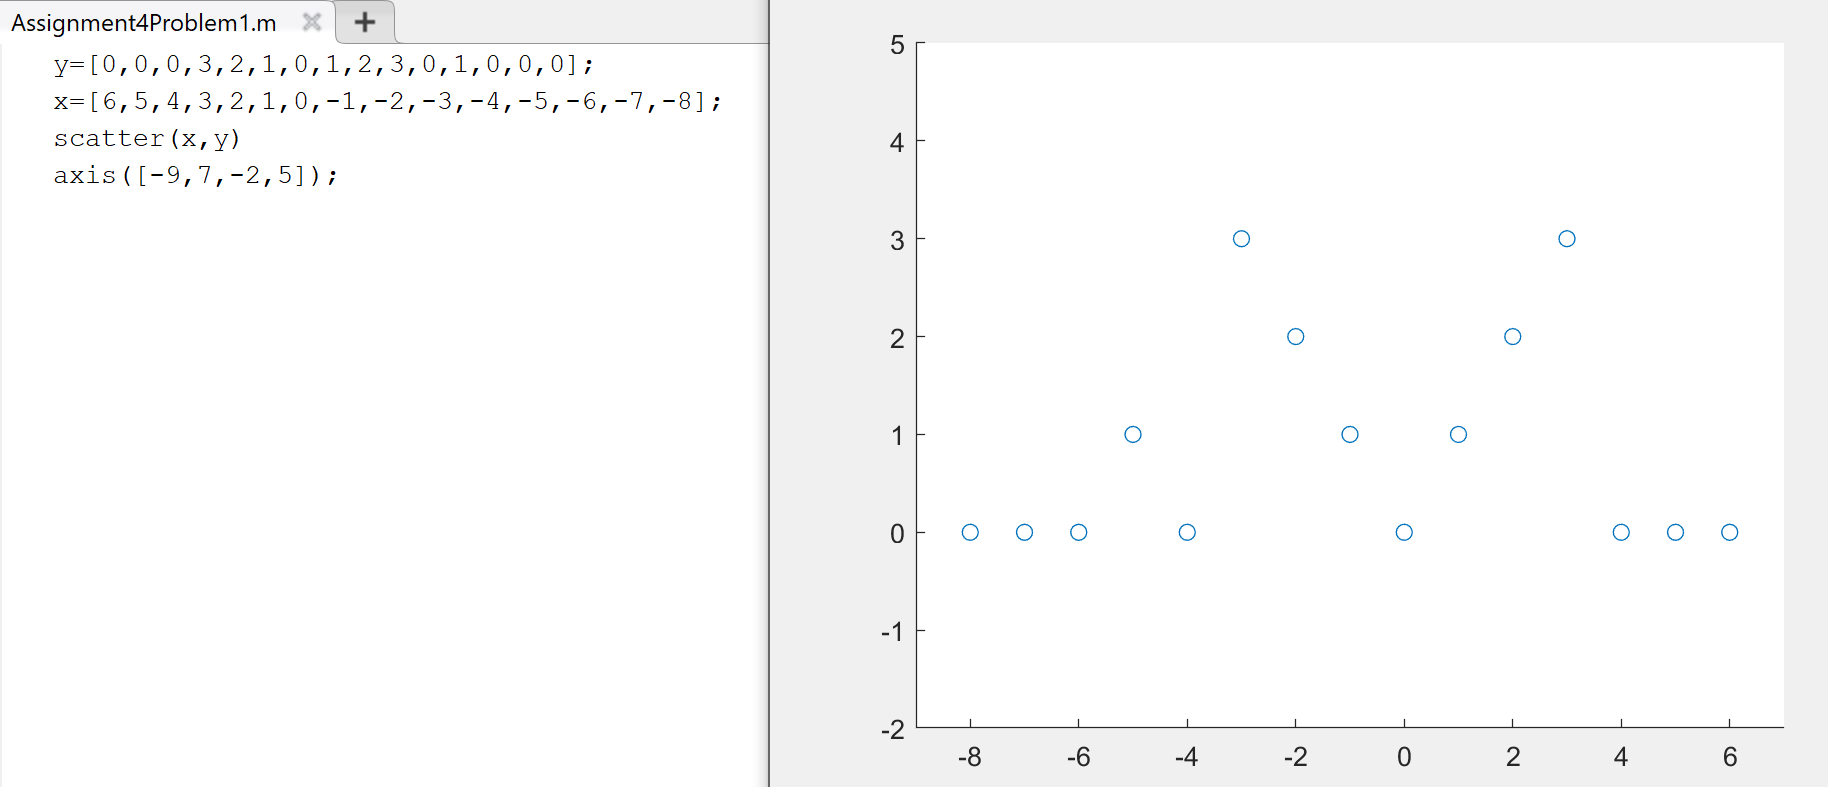 Assignment4Problem1.m
y=[0,0,0,3,2,1,0,1,2,3,0,1,0,0,0];
x=[6,5,4,3,2,1,0,-1,-2,-3,-4,-5,-6,-7,-8];
scatter(x,y)
axis([-9,7,-2,5]);
5
4
3
2
1
0
-1
-2
-8 -6 -4 -2 0 2 4 6